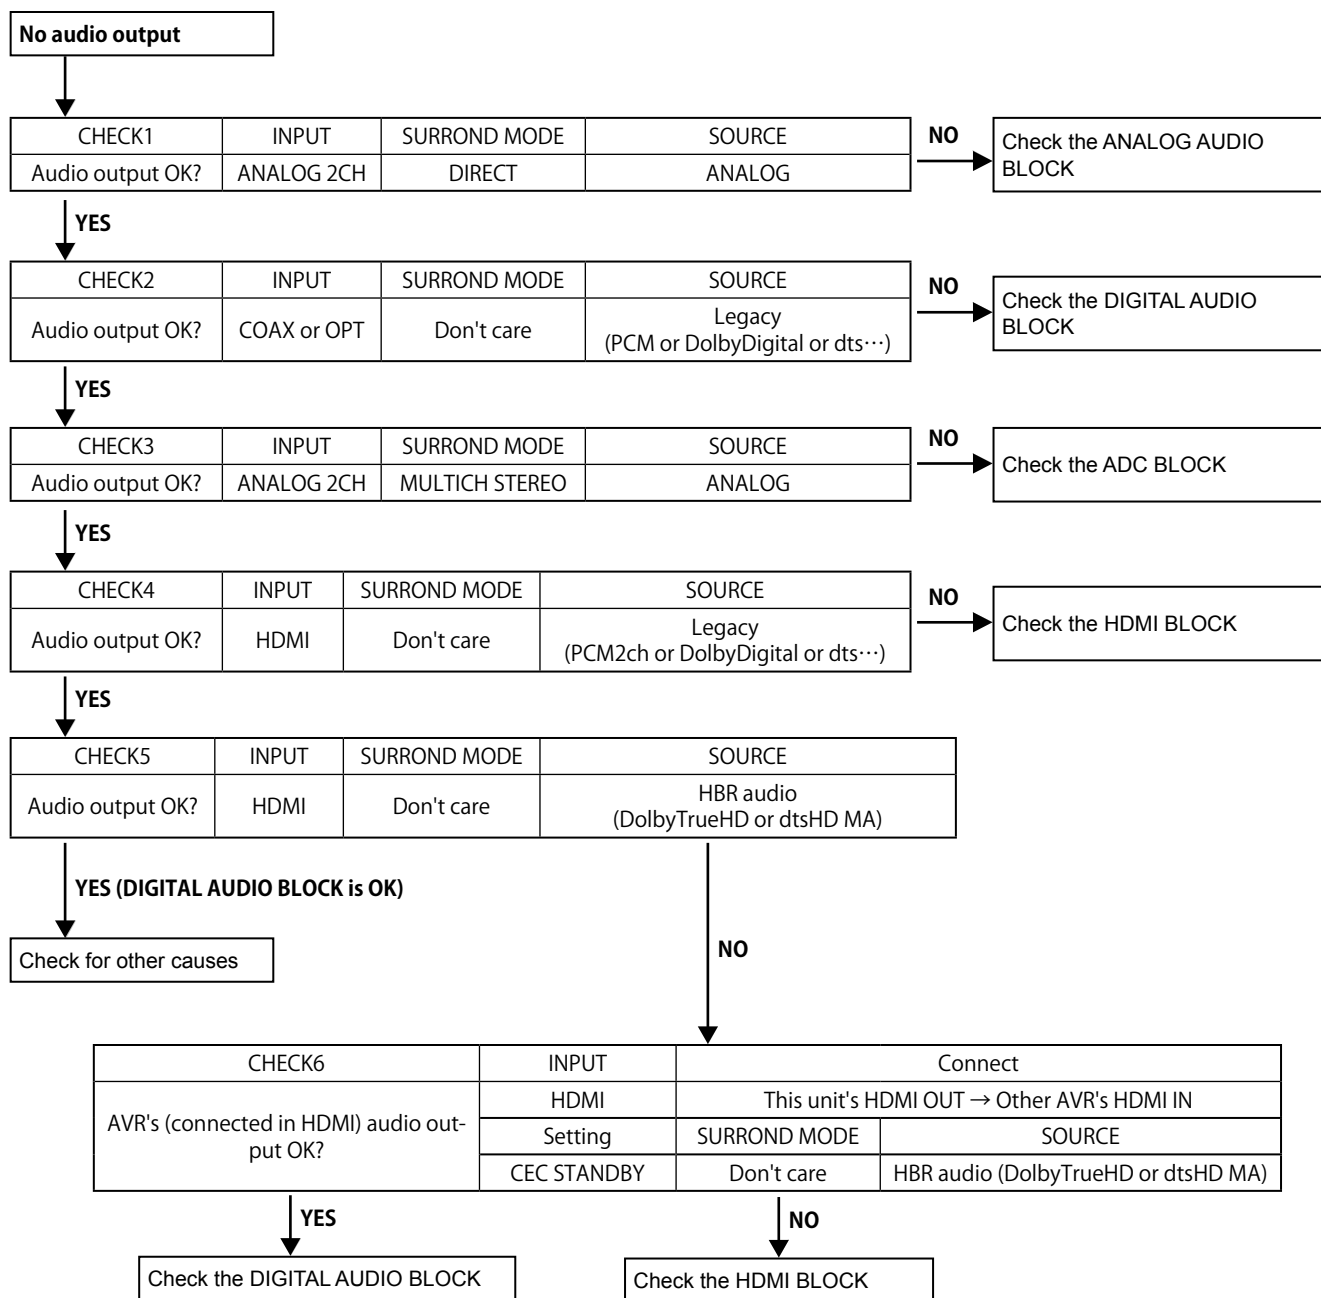 No audio output
CHECK1 INPUT SURROND MODE SOURCE
Audio output OK? ANALOG 2CH DIRECT ANALOG
NO
Check the ANALOG AUDIO
BLOCK
YES
CHECK2 INPUT SURROND MODE SOURCE
Audio output OK? COAX or OPT Don't care Legacy
(PCM or DolbyDigital or dts⋯)
NO
Check the DIGITAL AUDIO
BLOCK
YES
CHECK3 INPUT SURROND MODE SOURCE
Audio output OK? ANALOG 2CH MULTICH STEREO ANALOG
NO
Check the ADC BLOCK
YES
CHECK4 INPUT SURROND MODE SOURCE
Audio output OK? HDMI Don't care Legacy
(PCM2ch or DolbyDigital or dts⋯)
NO
Check the HDMI BLOCK
YES
CHECK5 INPUT SURROND MODE SOURCE
Audio output OK? HDMI Don't care HBR audio
(DolbyTrueHD or dtsHD MA)
YES (DIGITAL AUDIO BLOCK is OK)
Check for other causes
NO
CHECK6 INPUT Connect
AVR's (connected in HDMI) audio out-
put OK?
HDMI This unit's HDMI OUT → Other AVR's HDMI IN
Setting SURROND MODE SOURCE
CEC STANDBY Don't care HBR audio (DolbyTrueHD or dtsHD MA)
YES
Check the DIGITAL AUDIO BLOCK
NO
Check the HDMI BLOCK